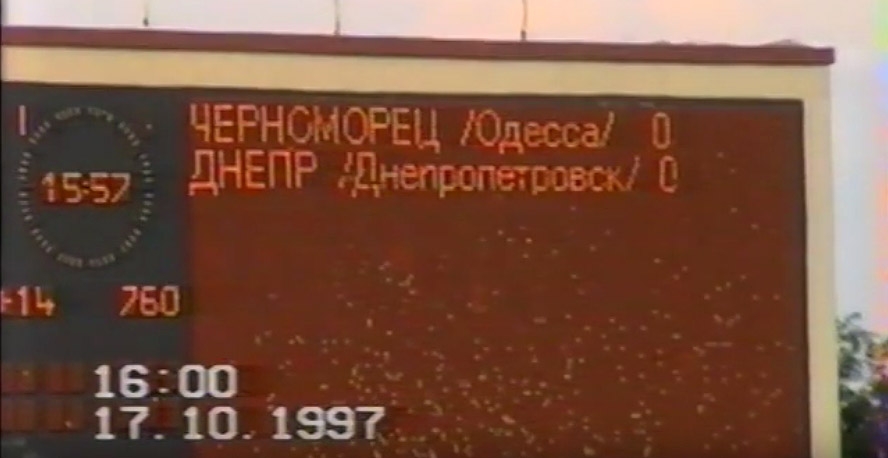 ЧЕРНОМОРЕЦ /Одесса/ 0
ДНЕПР /Днепропетровск/ 0
15:57
+14 760
16:00
17.10.1997